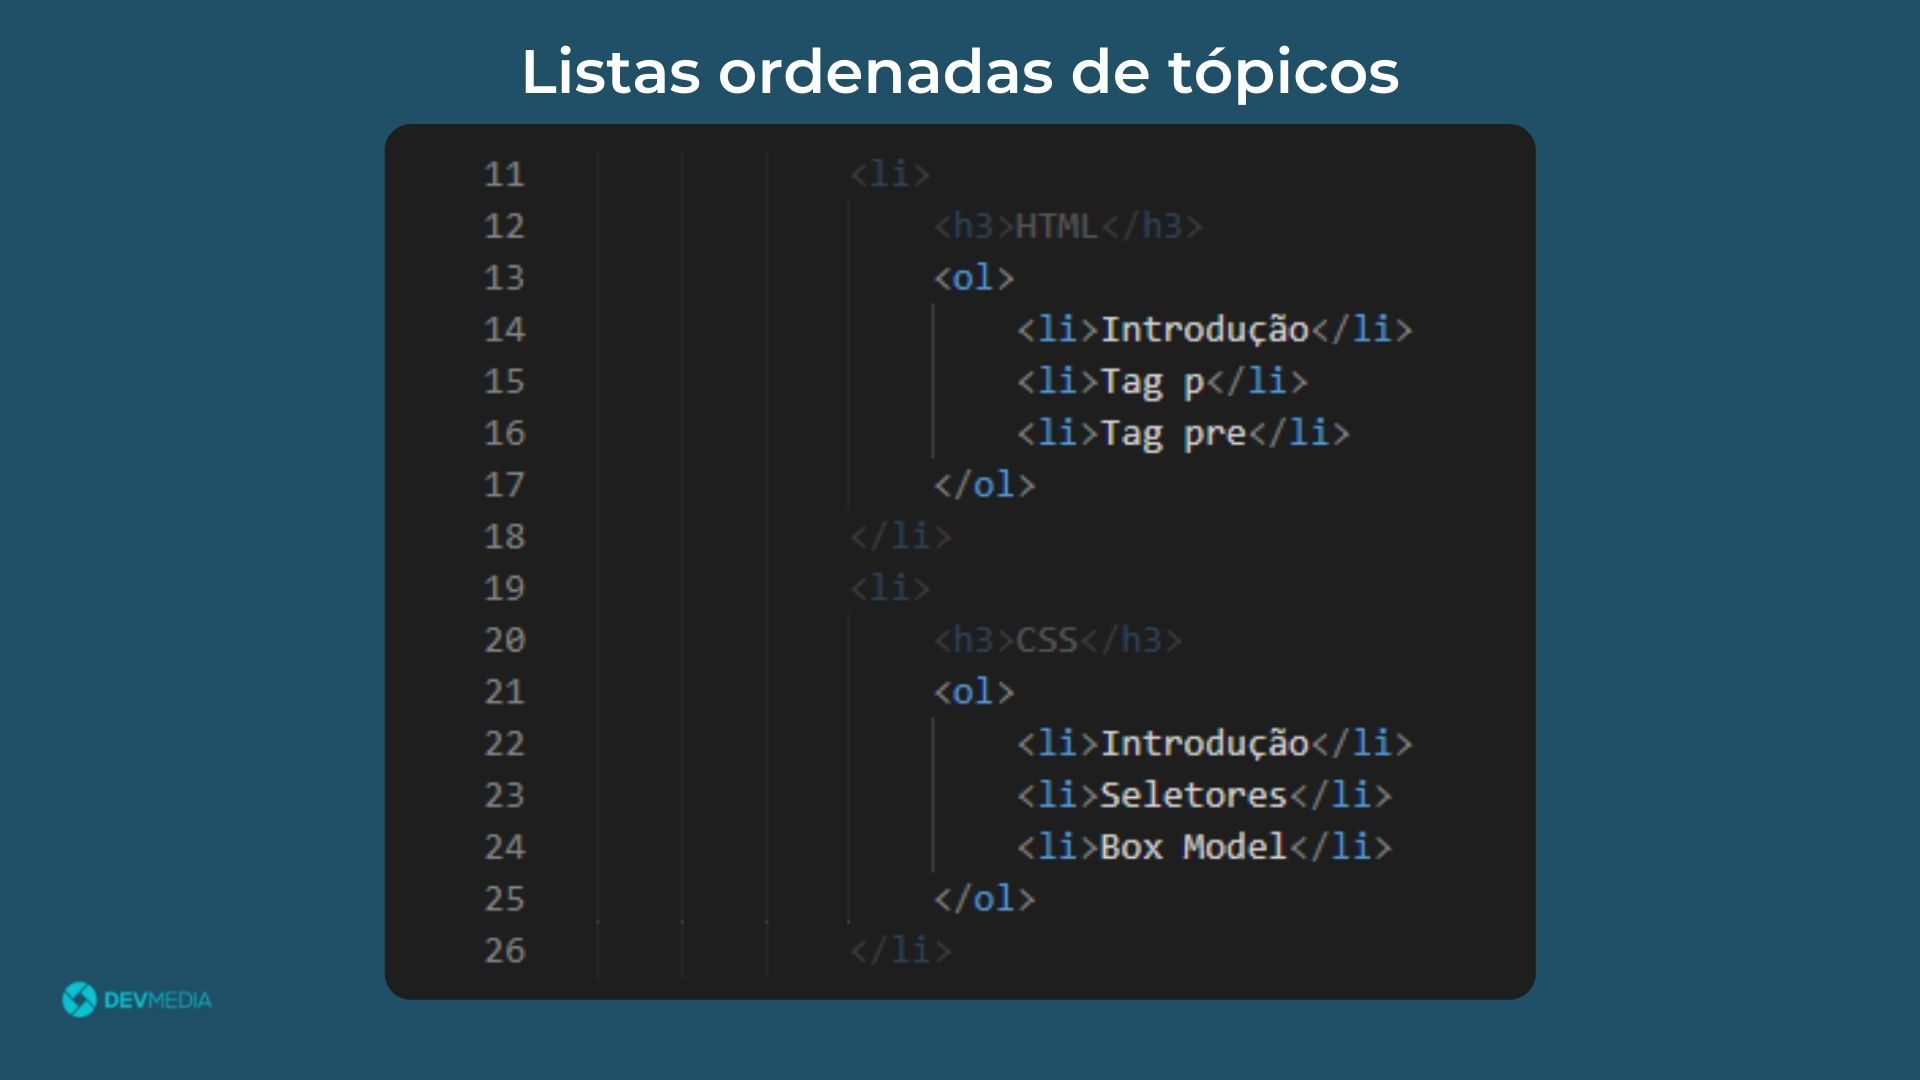 Listas ordenadas de tópicos
11 <li>
12 <h3>HTML</h3>
13 <ol>
14 <li>Introdução</li>
15 <li>Tag p</li>
16 <li>Tag pre</li>
17 </ol>
18 </li>
19 <li>
20 <h3>CSS</h3>
21 <ol>
22 <li>Introdução</li>
23 <li>Seletores</li>
24 <li>Box Model</li>
25 </ol>
26 </li>
DEVMEDIA